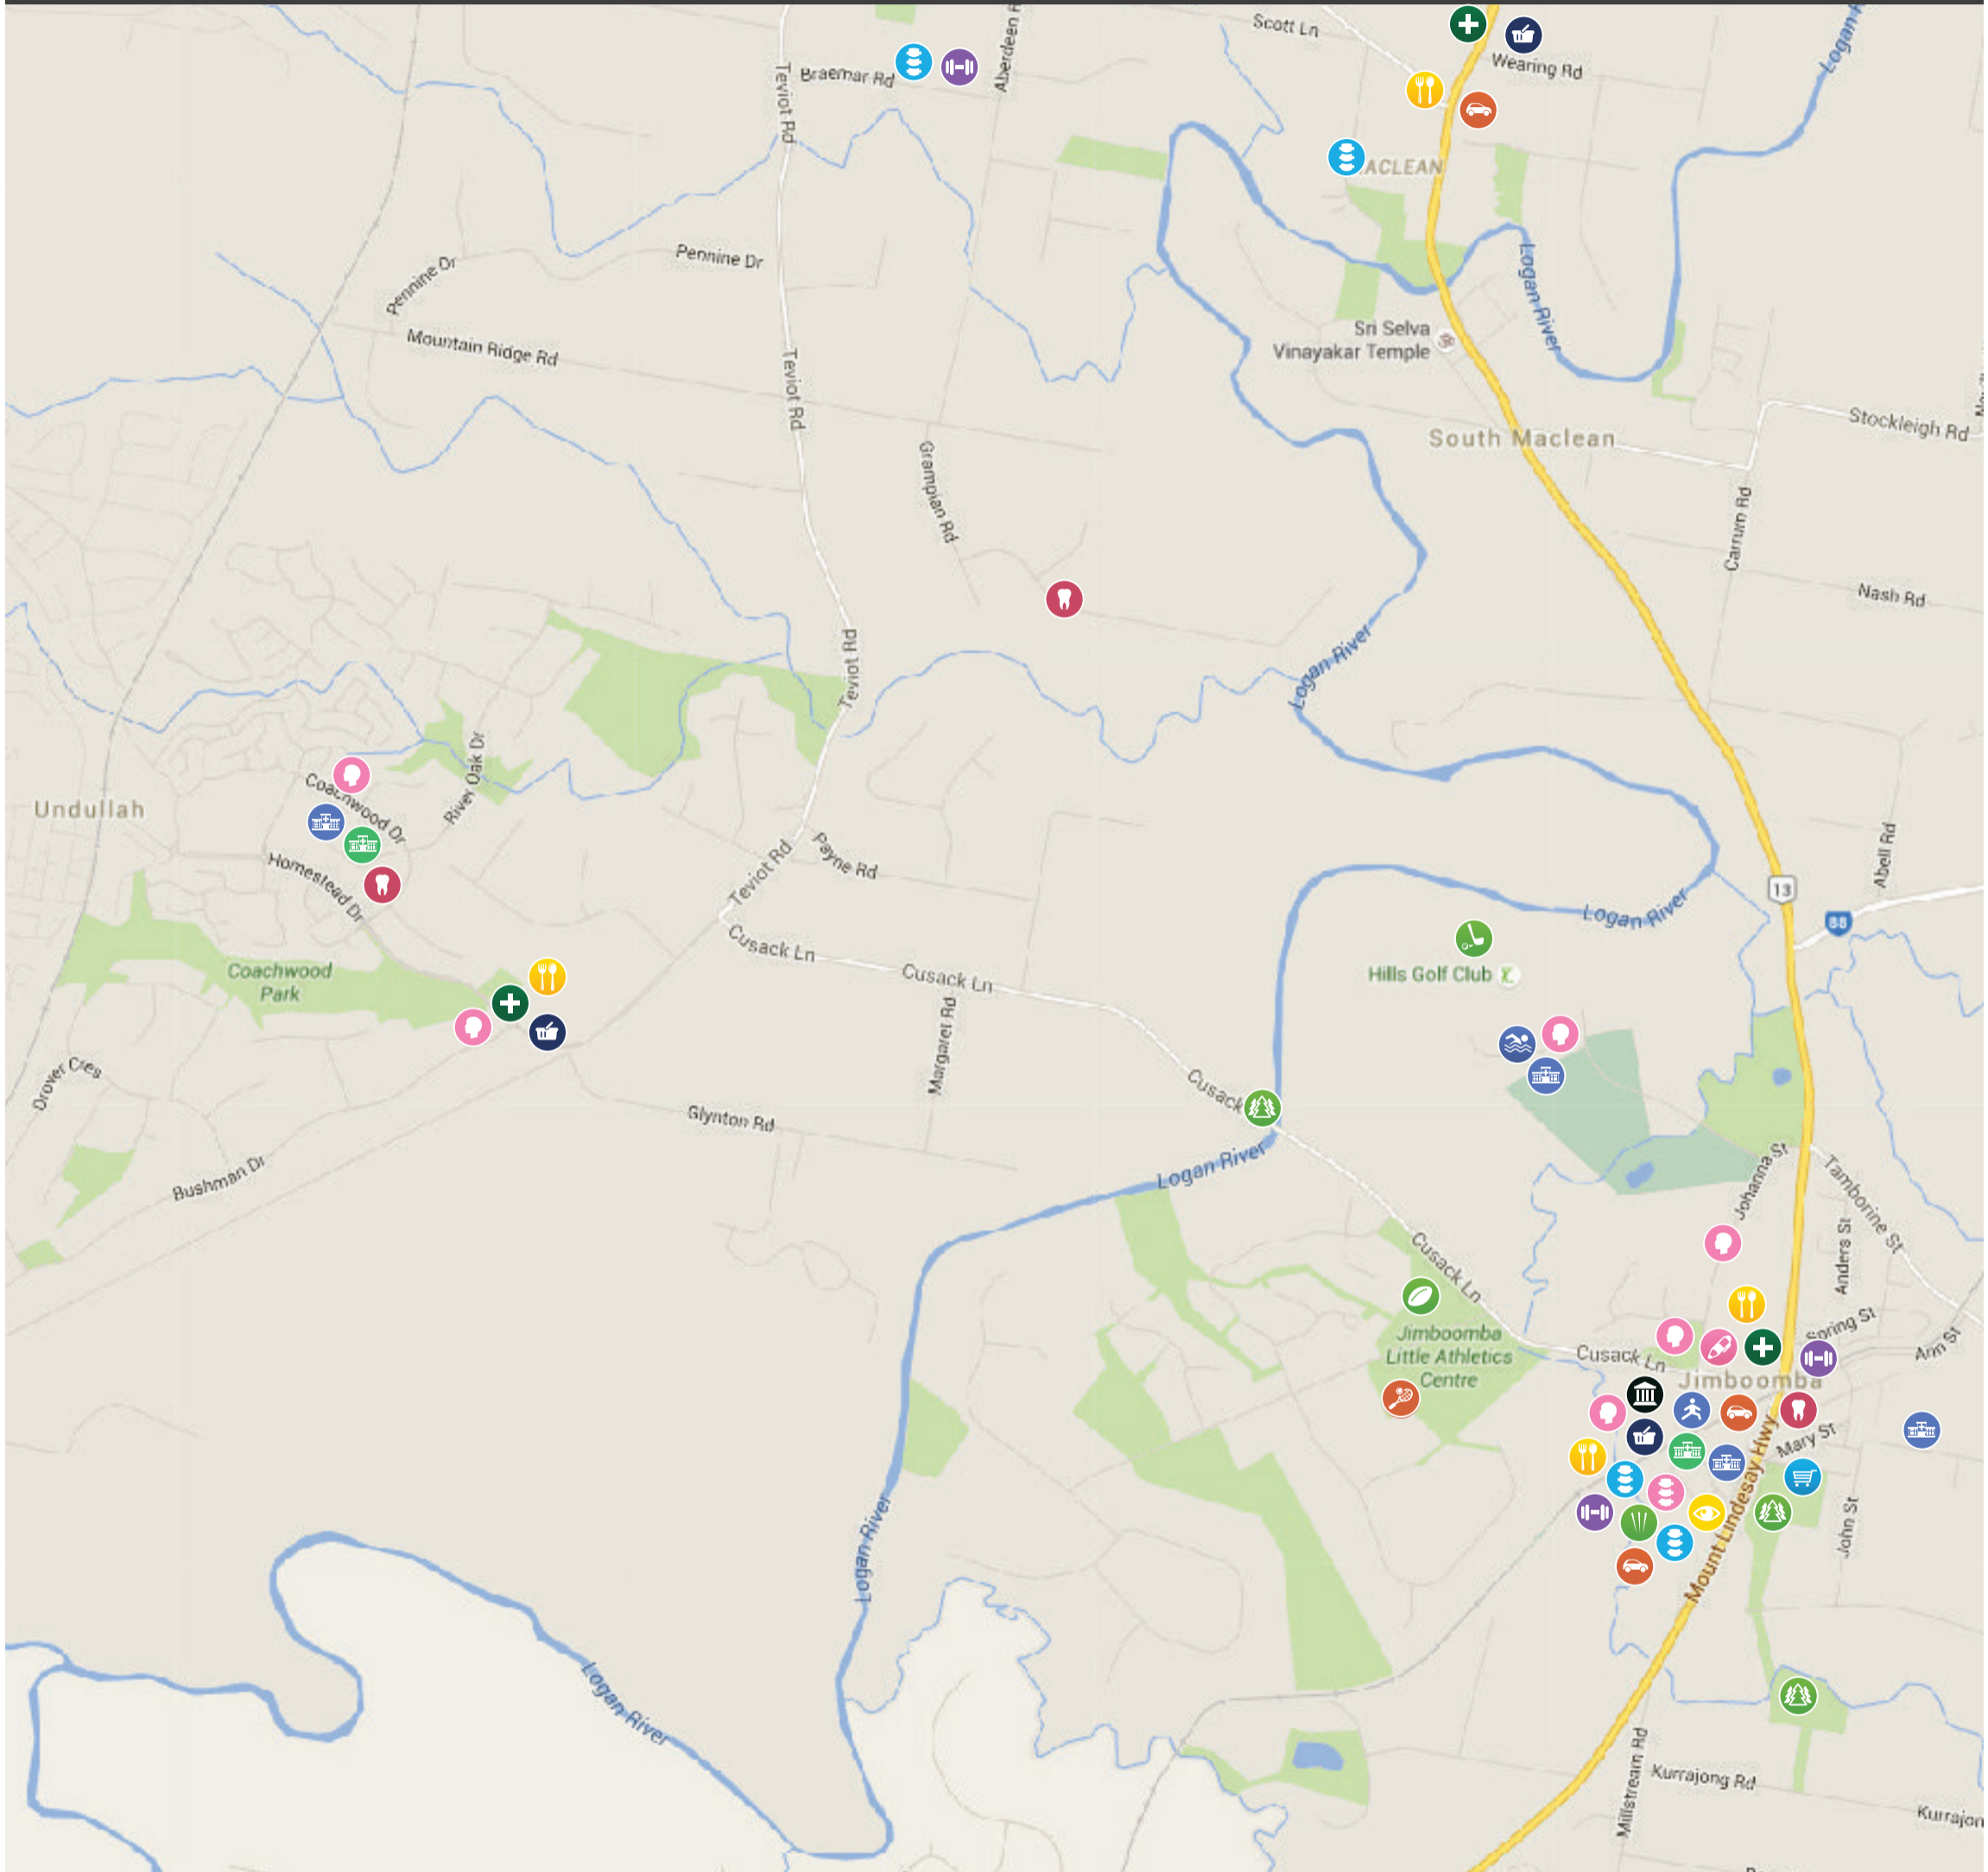 Scott Ln
Wearing Rd
Braemar Rd
Teviot Rd
ACLEAN
Pennine Dr
Pennine Dr
Logan River
Mountain Ridge Rd
Sri Selva
Vinayakar Temple
Teviot Rd
Stockleigh Rd
South Maclean
Grampian Rd
Carrum Rd
Nash Rd
Teviot Rd
Logan River
River Oak Dr
Coachwood Dr
Undullah
Homestead Dr
Teviot Rd
Payne Rd
Abell Rd
13
88
Logan River
Cusack Ln
Cusack Ln
Coachwood
Park
Hills Golf Club
Margaret Rd
Drover Cres
Cusack
Glynton Rd
Bushman Dr
Logan River
Johanna St
Tamborine St
Anders St
Cusack Ln
Spring St
Ann St
Jimboomba
Little Athletics
Centre
Cusack Ln
Jimboomba
Mary St
Mount Lindesay Hwy
John St
Logan River
Logan River
Millstream Rd
Kurrajong Rd